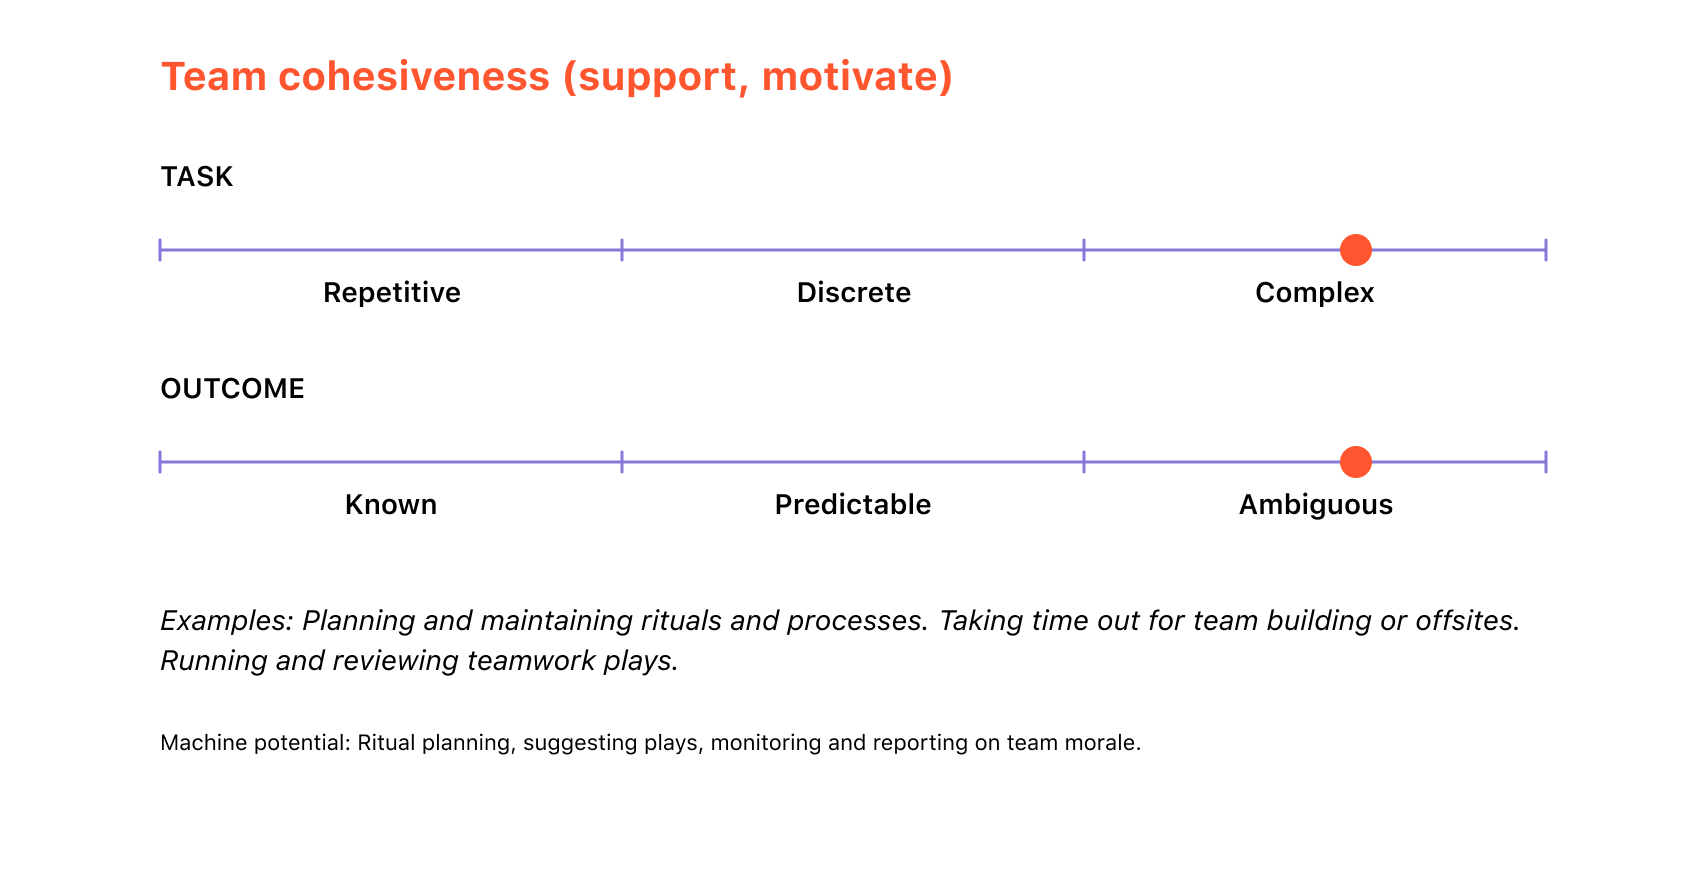 Team cohesiveness (support, motivate)
TASK
Repetitive Discrete Complex
OUTCOME
Known Predictable Ambiguous
Examples: Planning and maintaining rituals and processes. Taking time out for team building or offsites.
Running and reviewing teamwork plays.
Machine potential: Ritual planning, suggesting plays, monitoring and reporting on team morale.